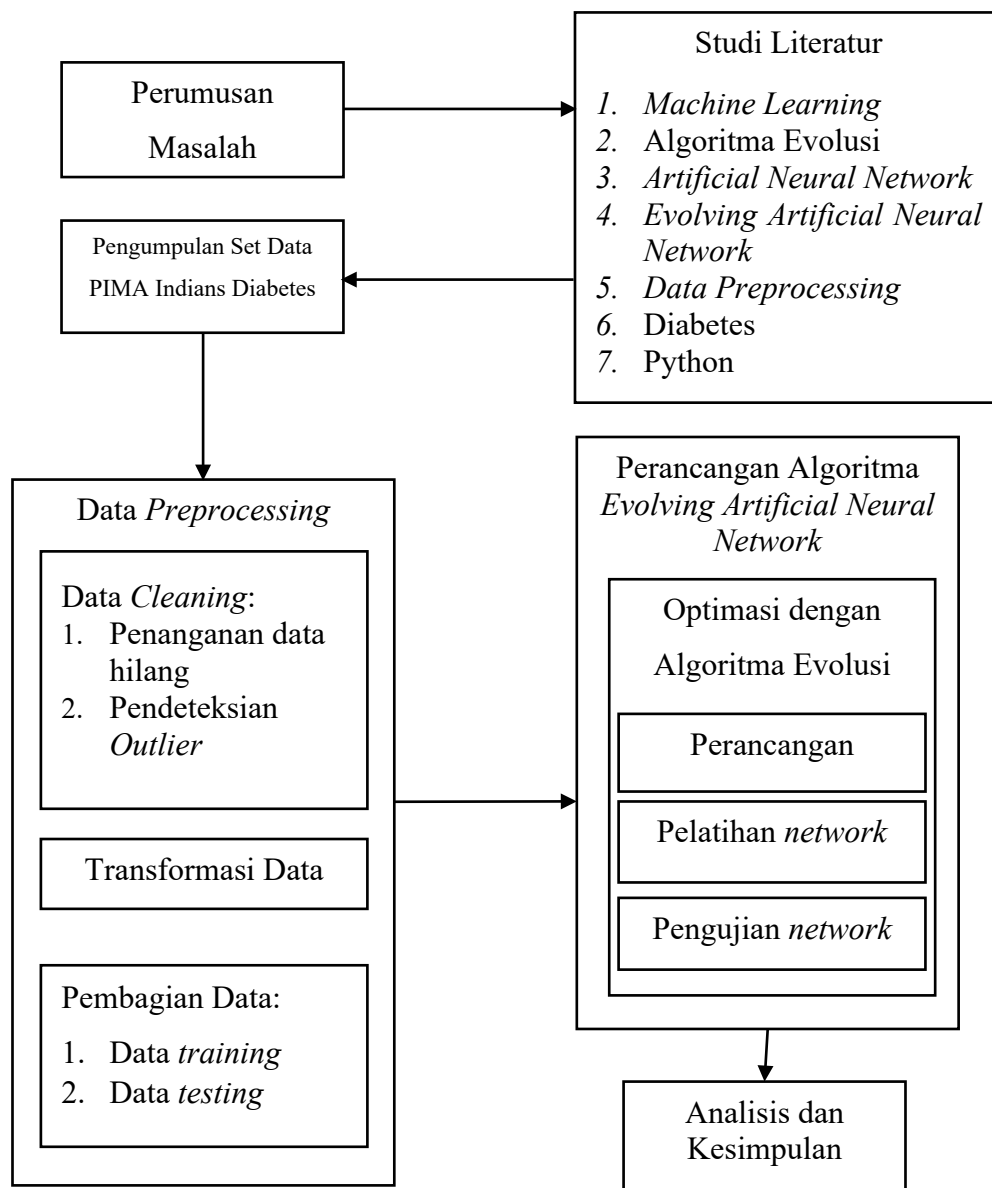 Perumusan
Masalah
Studi Literatur
1. Machine Learning
2. Algoritma Evolusi
3. Artificial Neural Network
4. Evolving Artificial Neural
Network
5. Data Preprocessing
6. Diabetes
7. Python
Pengumpulan Set Data
PIMA Indians Diabetes
Data Preprocessing
Data Cleaning:
1. Penanganan data
hilang
2. Pendeteksian
Outlier
Transformasi Data
Pembagian Data:
1. Data training
2. Data testing
Perancangan Algoritma
Evolving Artificial Neural
Network
Optimasi dengan
Algoritma Evolusi
Perancangan
Pelatihan network
Pengujian network
Analisis dan
Kesimpulan